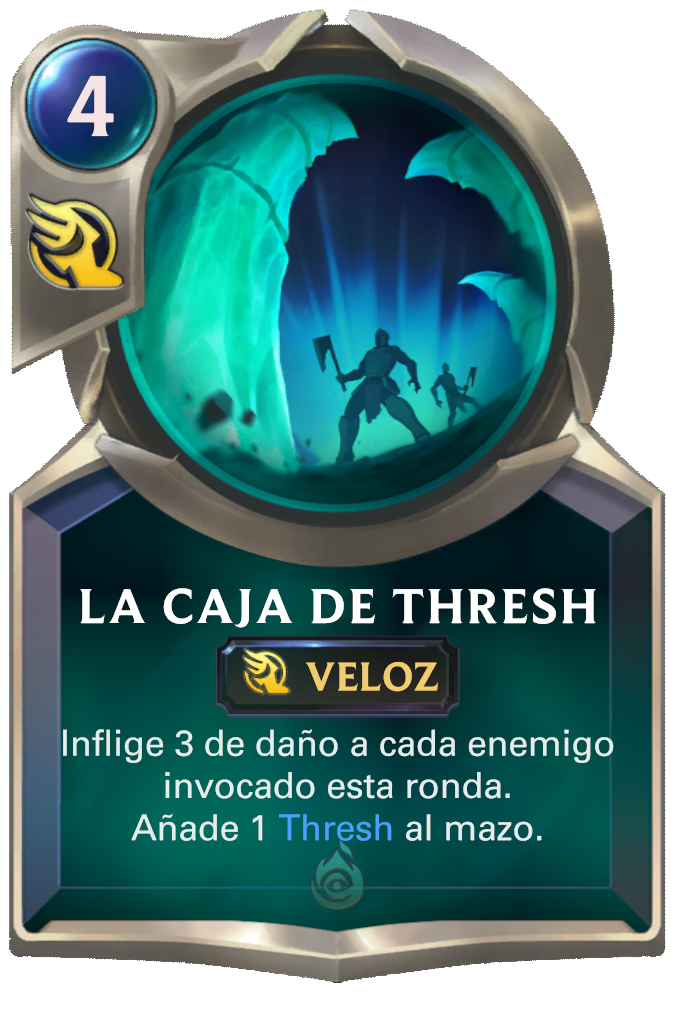 4
LA CAJA DE THRESH
VELOZ
Inflige 3 de daño a cada enemigo
invocado esta ronda.
Añade 1 Thresh al mazo.